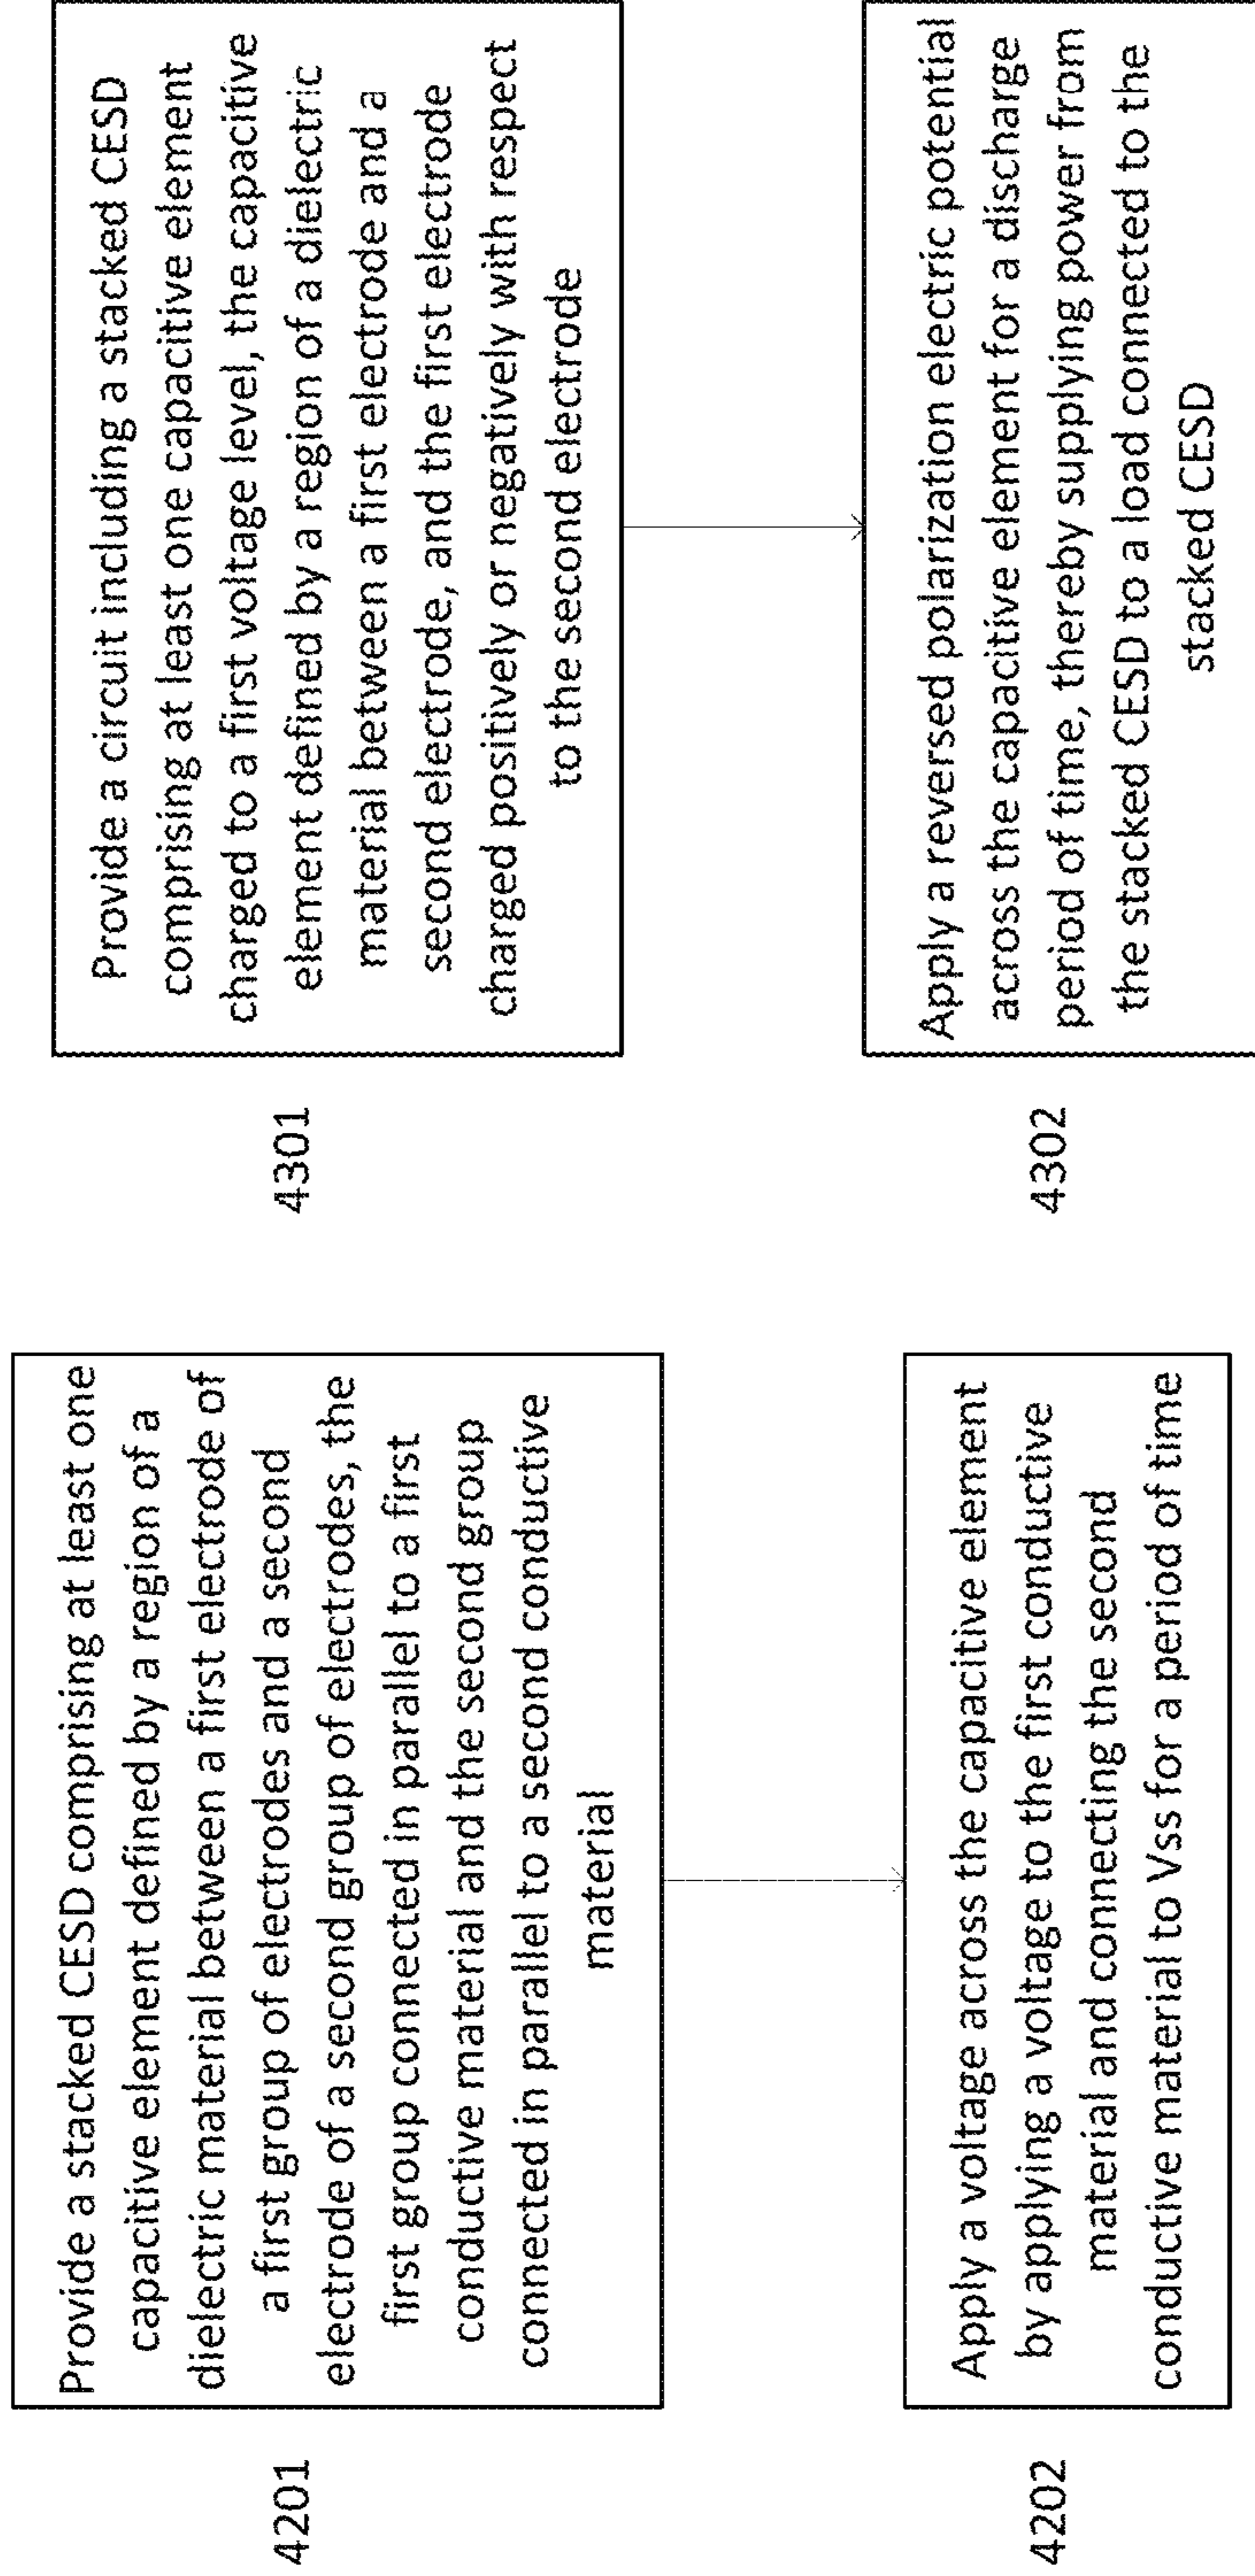 4201
Provide a stacked CESD comprising at least one
capacitive element defined by a region of a
dielectric material between a first electrode of
a first group of electrodes and a second
electrode of a second group of electrodes, the
first group connected in parallel to a first
conductive material and the second group
connected in parallel to a second conductive
material
4202
Apply a voltage across the capacitive element
by applying a voltage to the first conductive
material and connecting the second
conductive material to Vss for a period of time
4301
Provide a circuit including a stacked CESD
comprising at least one capacitive element
charged to a first voltage level, the capacitive
element defined by a region of a dielectric
material between a first electrode and a
second electrode, and the first electrode
charged positively or negatively with respect
to the second electrode
4302
Apply a reversed polarization electric potential
across the capacitive element for a discharge
period of time, thereby supplying power from
the stacked CESD to a load connected to the
stacked CESD